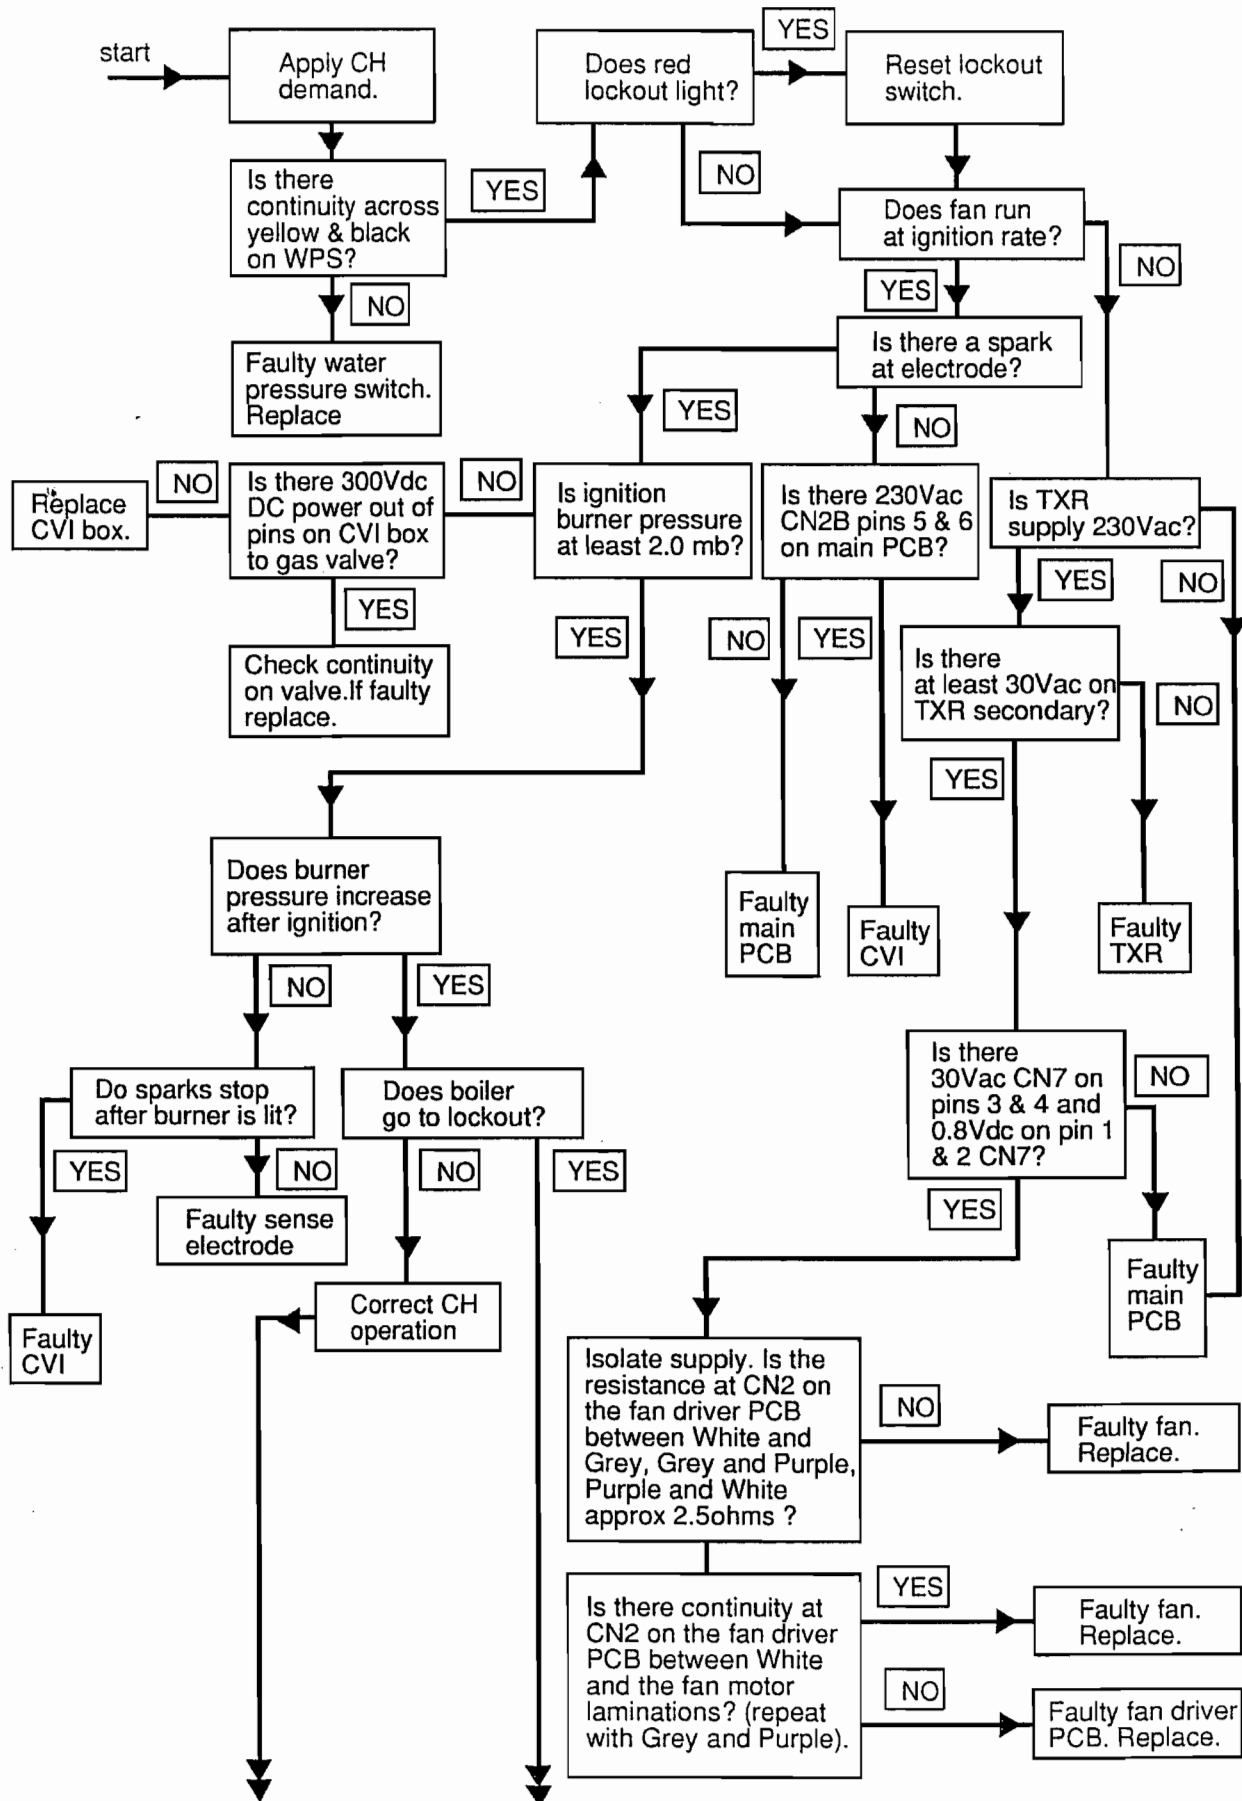 start
Apply CH
demand.
Is there
continuity across
yellow & black
on WPS?
YES
NO
Faulty water
pressure switch.
Replace
Does red
lockout light?
YES
Reset lockout
switch.
NO
Does fan run
at ignition rate?
NO
YES
Is there a spark
at electrode?
YES
NO
Replace
CVI box.
NO
Is there 300Vdc
DC power out of
pins on CVI box
to gas valve?
NO
Is ignition
burner pressure
at least 2.0 mb?
Is there 230Vac
CN2B pins 5 & 6
on main PCB?
Is TXR
supply 230Vac?
YES
Check continuity
on valve.If faulty
replace.
YES
NO
YES
YES
NO
Is there
at least 30Vac on
TXR secondary?
NO
YES
Does burner
pressure increase
after ignition?
Faulty
main
PCB
Faulty
CVI
Faulty
TXR
NO
YES
Do sparks stop
after burner is lit?
Does boiler
go to lockout?
Is there
30Vac CN7 on
pins 3 & 4 and
0.8Vdc on pin 1
& 2 CN7?
NO
YES
NO
NO
YES
YES
Faulty sense
electrode
Faulty
CVI
Correct CH
operation
Faulty
main
PCB
Isolate supply. Is the
resistance at CN2 on
the fan driver PCB
between White and
Grey, Grey and Purple,
Purple and White
approx 2.5ohms ?
NO
Faulty fan.
Replace.
Is there continuity at
CN2 on the fan driver
PCB between White
and the fan motor
laminations? (repeat
with Grey and Purple).
YES
Faulty fan.
Replace.
NO
Faulty fan driver
PCB. Replace.